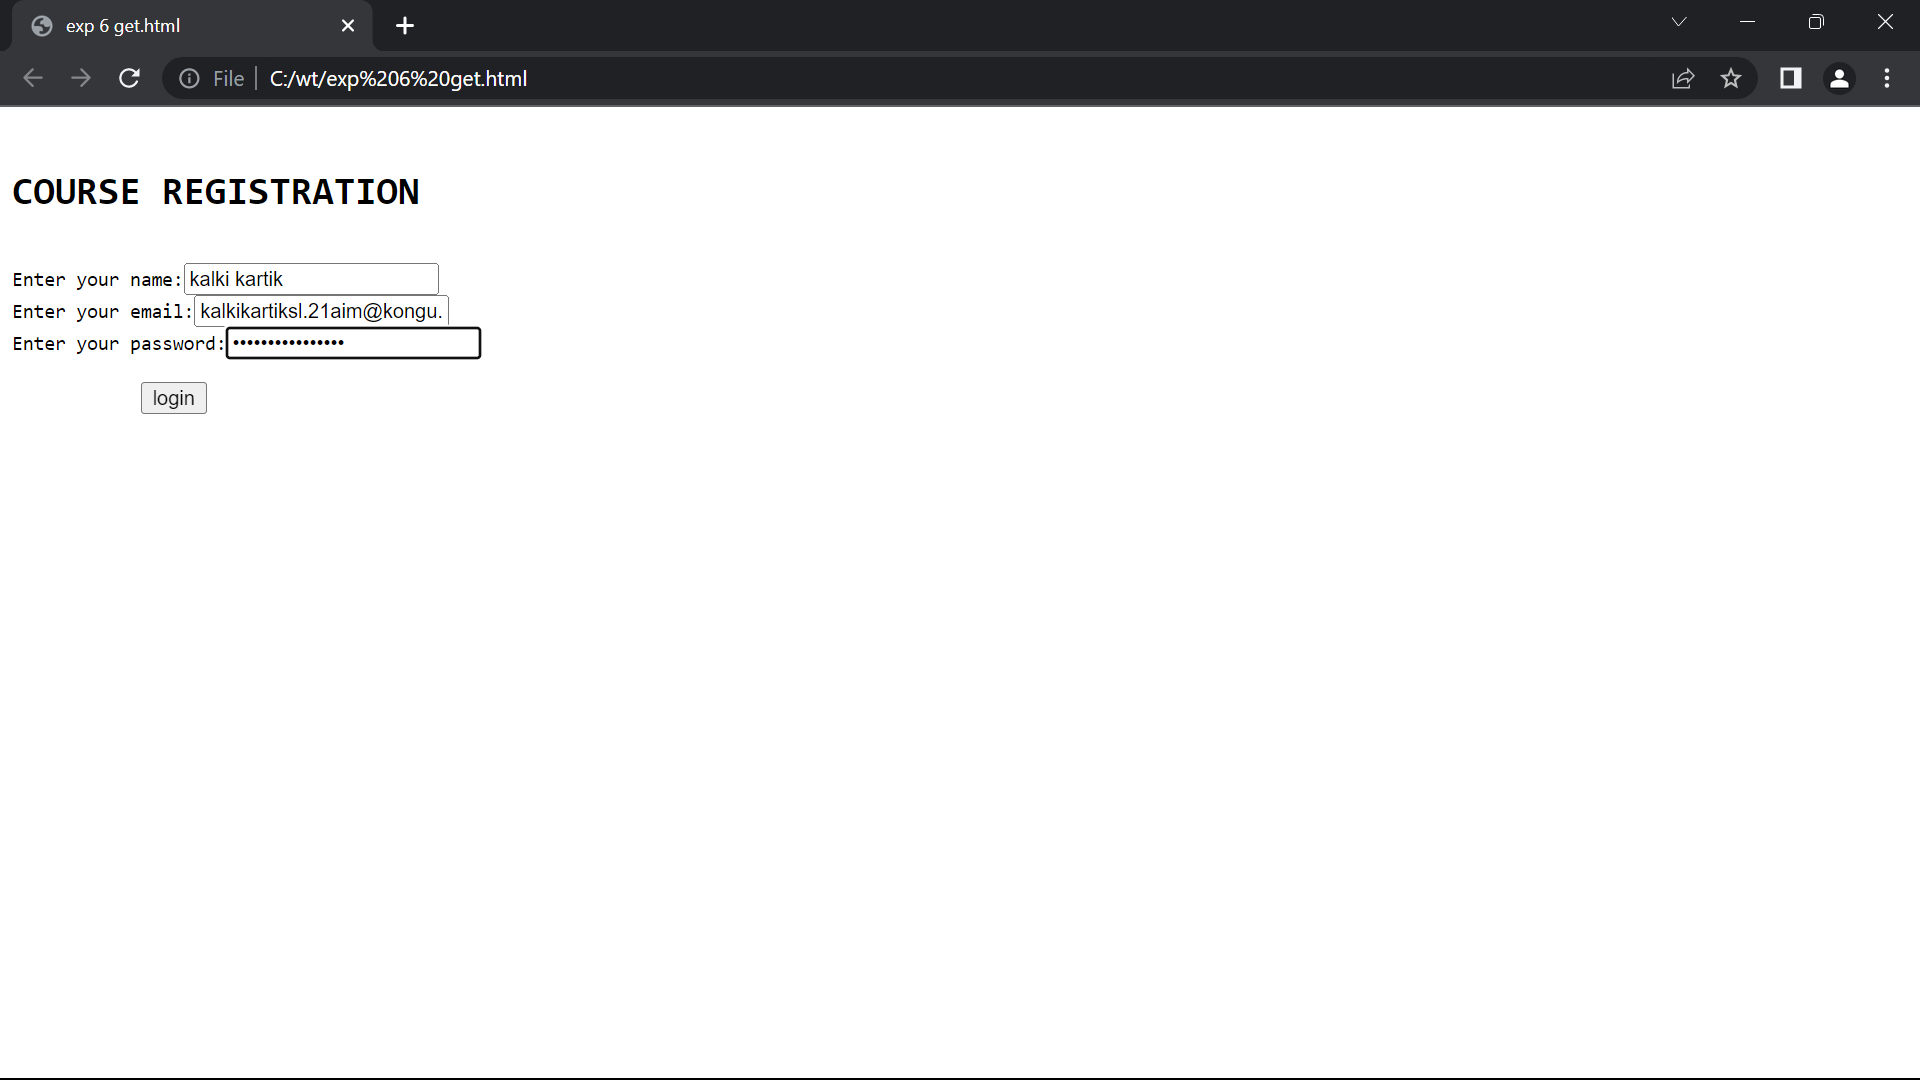 exp 6 get.html
File C:/wt/exp%206%20get.html
COURSE REGISTRATION
Enter your name: kalki kartik
Enter your email: kalkikartiksl.21aim@kongu.
Enter your password: ••••••••••••••••
login